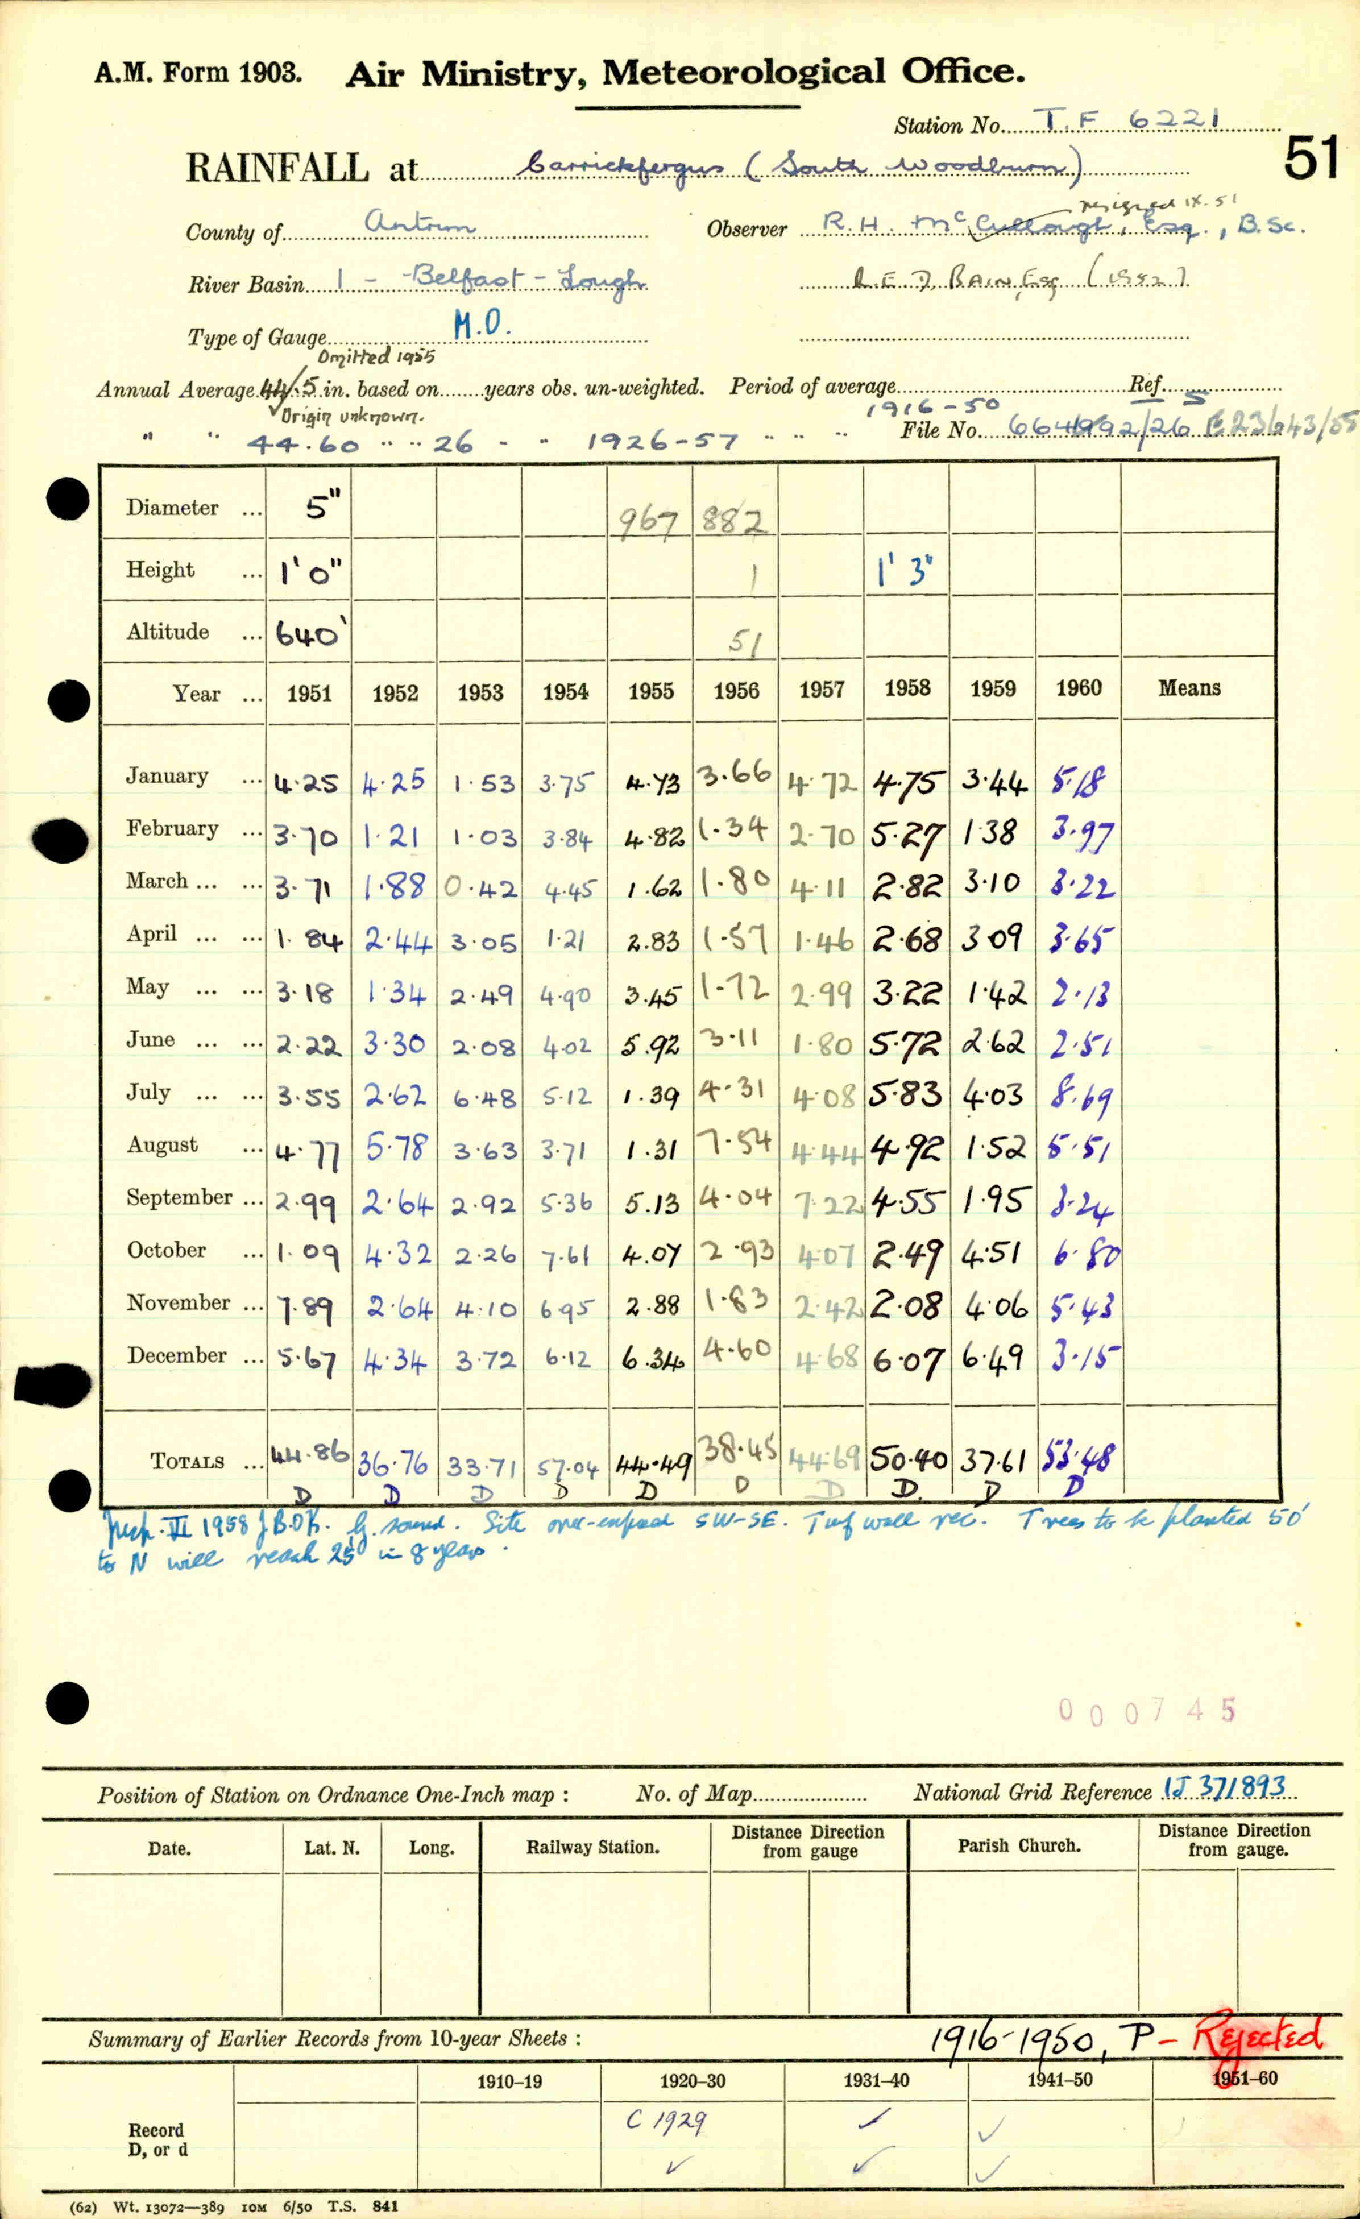 A.M. Form 1903. Air Ministry, Meteorological Office.
Station No. T.F 6221
51
RAINFALL at Carrickfergus (South Woodburn)
resigned IX.51
County of Antrim Observer R.H. McCullough, Esq., B.Sc.
River Basin 1 - Belfast - Lough R.E.D. BAIN, Esq (1952)
Type of Gauge M.O.
Omitted 1955
Annual Average 44.5 in. based on years obs. un-weighted. Period of average Ref.
Origin unknown. 1916-50
" " 44.60 " " 26 - - 1926-57 " " " File No.
Diameter ... 5" 967 882
Height ... 1' 0" 1 1' 3"
Altitude ... 640' 51
Year ... 1951 1952 1953 1954 1955 1956 1957 1958 1959 1960 Means
January ... 4.25 4.25 1.53 3.75 4.73 3.66 4.72 4.75 3.44 5.18
February ... 3.70 1.21 1.03 3.84 4.82 1.34 2.70 5.27 1.38 3.97
March ... ... 3.71 1.88 0.42 4.45 1.62 1.80 4.11 2.82 3.10 3.22
April ... ... 1.84 2.44 3.05 1.21 2.83 1.57 1.46 2.68 3.09 3.65
May ... ... 3.18 1.34 2.49 4.90 3.45 1.72 2.99 3.22 1.42 2.13
June ... ... 2.22 3.30 2.08 4.02 5.92 3.11 1.80 5.72 2.62 2.51
July ... ... 3.55 2.62 6.48 5.12 1.39 4.31 4.08 5.83 4.03 8.69
August ... 4.77 5.78 3.63 3.71 1.31 7.54 4.44 4.92 1.52 5.51
September ... 2.99 2.64 2.92 5.36 5.13 4.04 7.22 4.55 1.95 3.24
October ... 1.09 4.32 2.26 7.61 4.07 2.93 4.07 2.49 4.51 6.80
November ... 7.89 2.64 4.10 6.95 2.88 1.83 2.42 2.08 4.06 5.43
December ... 5.67 4.34 3.72 6.12 6.34 4.60 4.68 6.07 6.49 3.15
TOTALS ... 44.86 36.76 33.71 57.04 44.49 38.45 44.69 50.40 37.61 53.48
D D D D D D D D. D D
Insp. VII 1958 J.B.O'K. G. sound. Site over-exposed SW-SE. Turf wall rec. Trees to be planted 50'
to N will reach 25' in 8 years.
000745
Position of Station on Ordnance One-Inch map : No. of Map National Grid Reference IJ 371893
Date. Lat. N. Long. Railway Station. Distance Direction from gauge Parish Church. Distance Direction from gauge.
Summary of Earlier Records from 10-year Sheets : 1916-1950, P - Rejected
1910–19 1920–30 1931–40 1941–50 1951–60
Record C 1929 ✓ ✓
D, or d ✓ ✓ ✓
(62) Wt. 13072—389 10M 6/50 T.S. 841